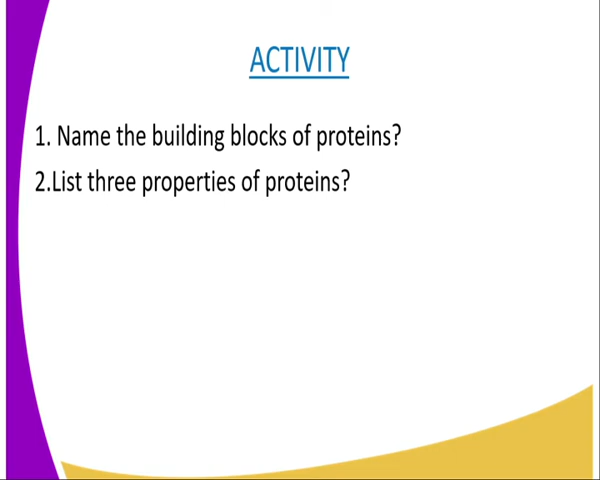 ACTIVITY
1. Name the building blocks of proteins?
2.List three properties of proteins?